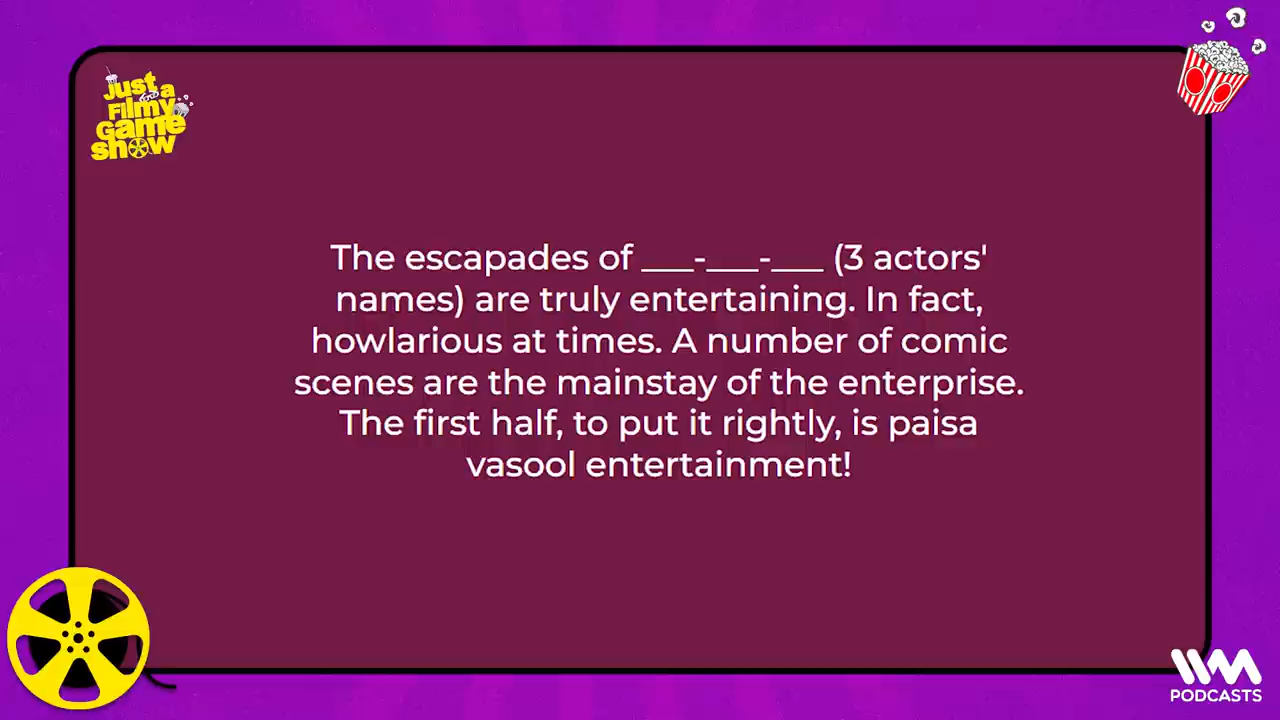 Just a
Filmy
Game
show
The escapades of ___-___-___ (3 actors'
names) are truly entertaining. In fact,
howlarious at times. A number of comic
scenes are the mainstay of the enterprise.
The first half, to put it rightly, is paisa
vasool entertainment!
IVM
PODCASTS